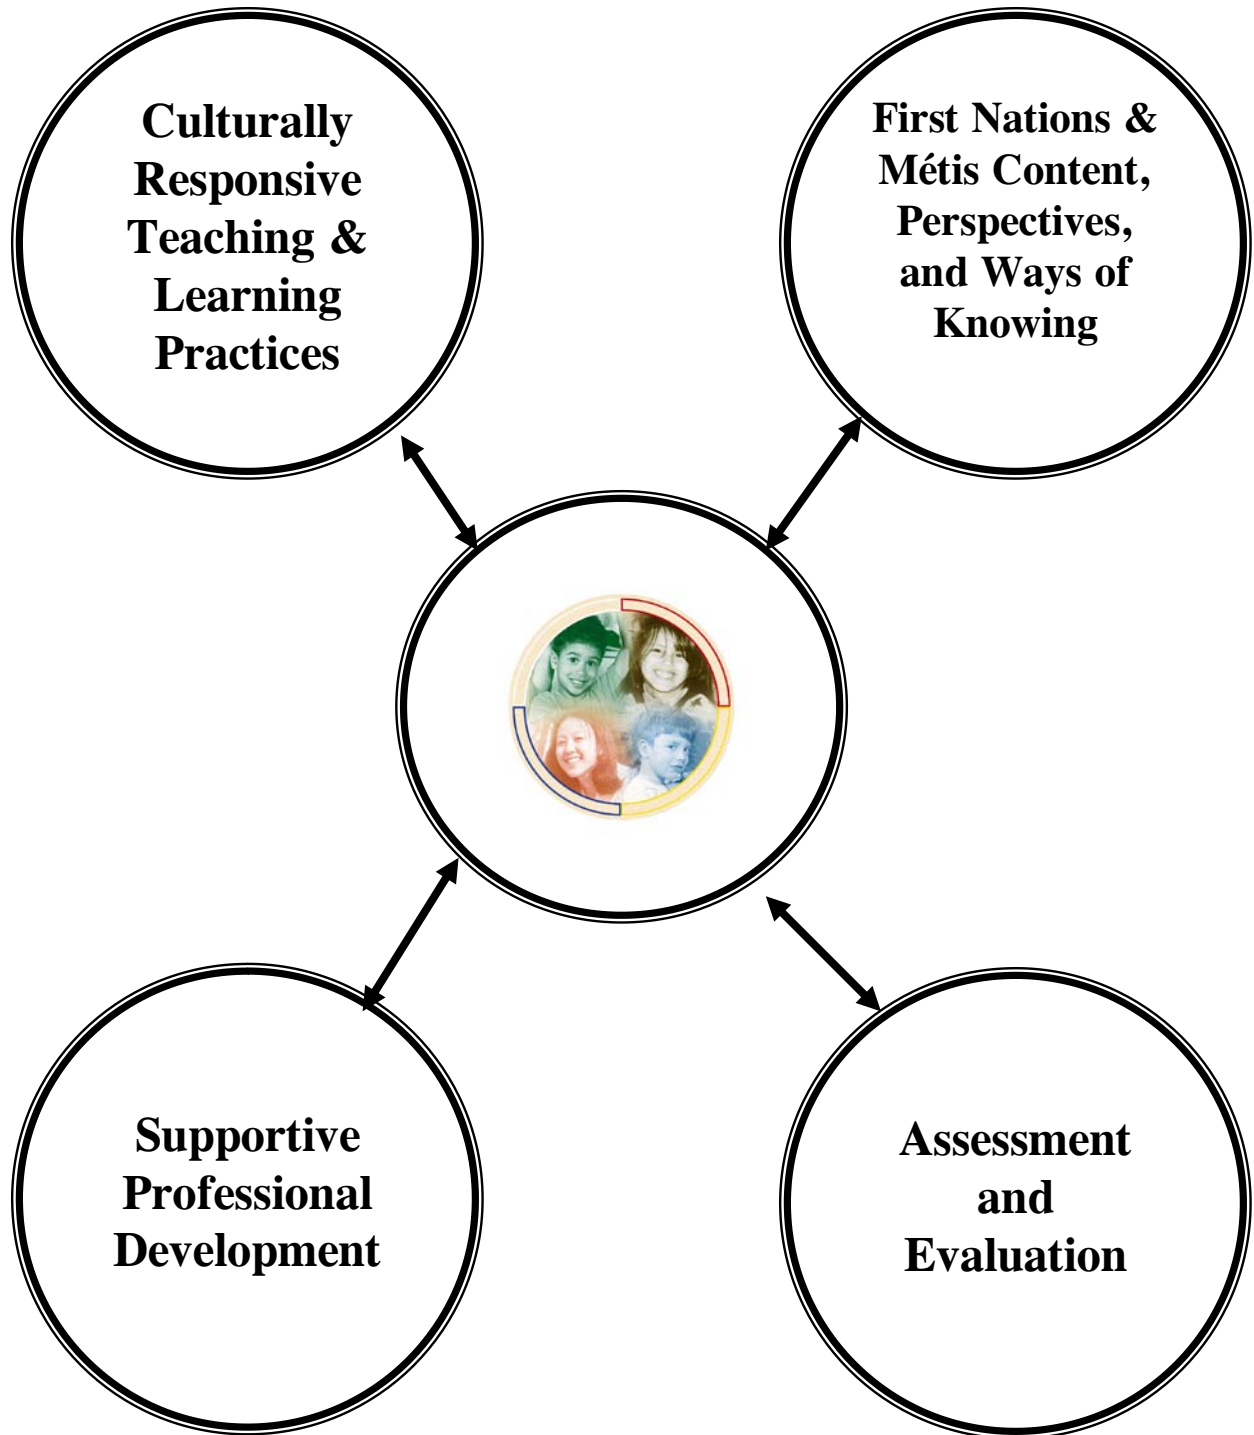 Culturally
Responsive
Teaching &
Learning
Practices
First Nations &
Métis Content,
Perspectives,
and Ways of
Knowing
Supportive
Professional
Development
Assessment
and
Evaluation